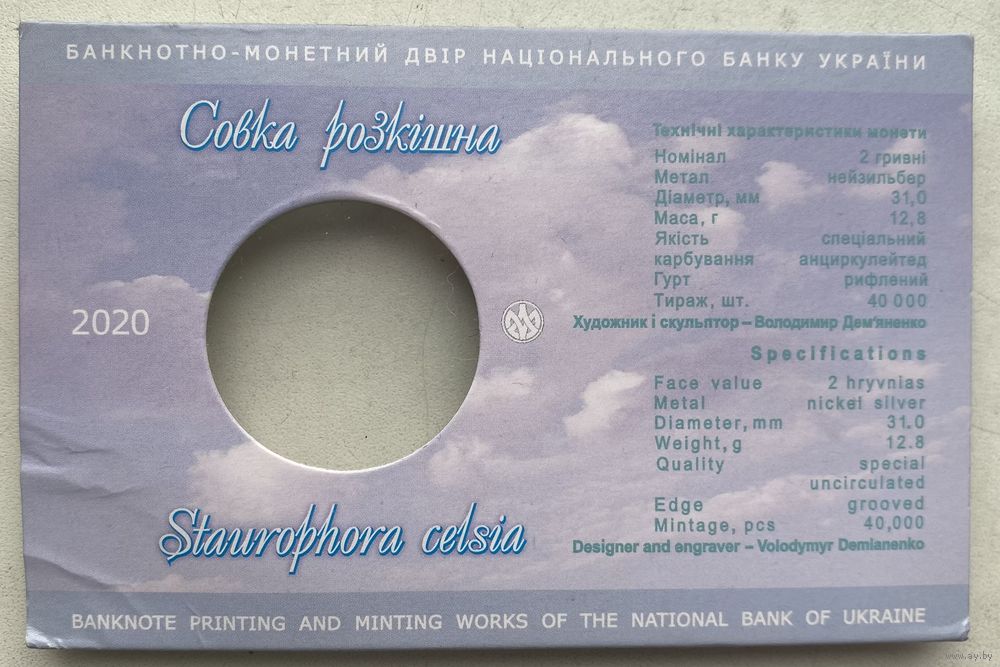 БАНКНОТНО-МОНЕТНИЙ ДВІР НАЦІОНАЛЬНОГО БАНКУ УКРАЇНИ
Совка розкішна
2020
Технічні характеристики монети
Номінал 2 гривні
Метал нейзильбер
Діаметр, мм 31,0
Маса, г 12,8
Якість спеціальний
карбування анциркулейтед
Гурт рифлений
Тираж, шт. 40 000
Художник і скульптор – Володимир Дем'яненко
Specifications
Face value 2 hryvnias
Metal nickel silver
Diameter, mm 31.0
Weight, g 12.8
Quality special
uncirculated
Edge grooved
Mintage, pcs 40,000
Designer and engraver – Volodymyr Demianenko
Staurophora celsia
BANKNOTE PRINTING AND MINTING WORKS OF THE NATIONAL BANK OF UKRAINE
www.ay.by